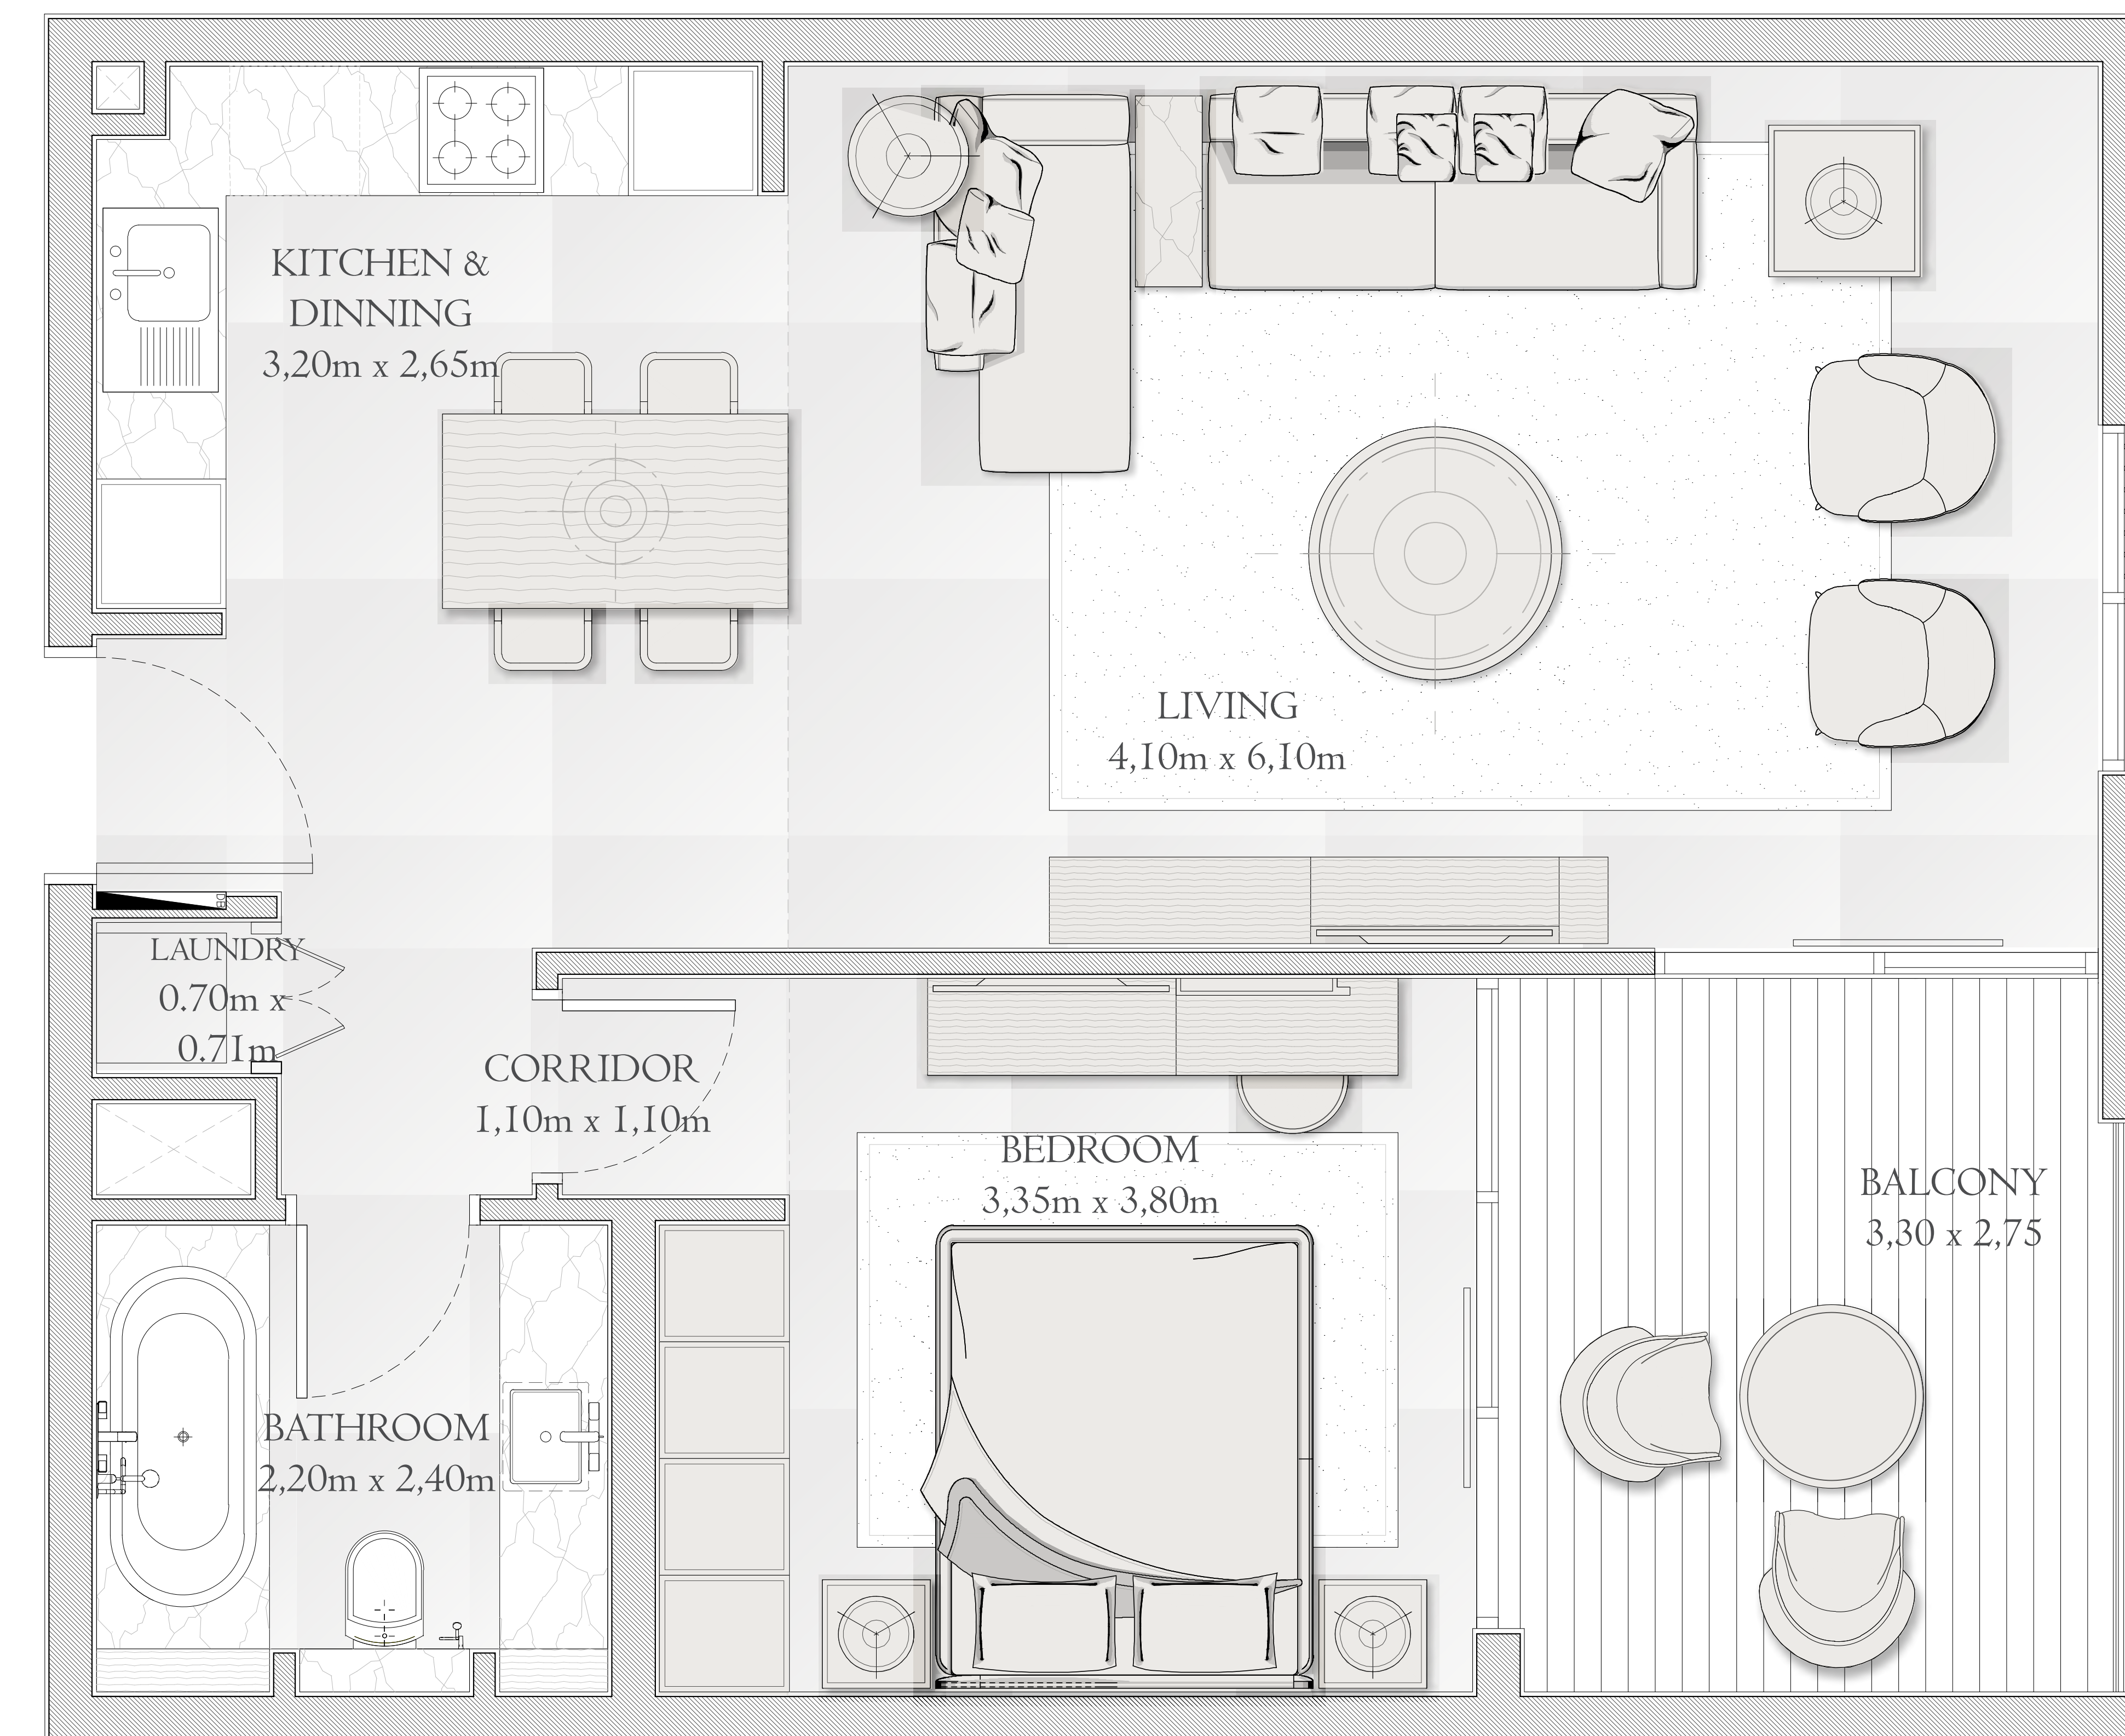 KITCHEN &
DINNING
3,20m x 2,65m
LIVING
4,10m x 6,10m
LAUNDRY
0.70m x
0.71m
CORRIDOR
1,10m x 1,10m
BEDROOM
3,35m x 3,80m
BALCONY
3,30 x 2,75
BATHROOM
2,20m x 2,40m